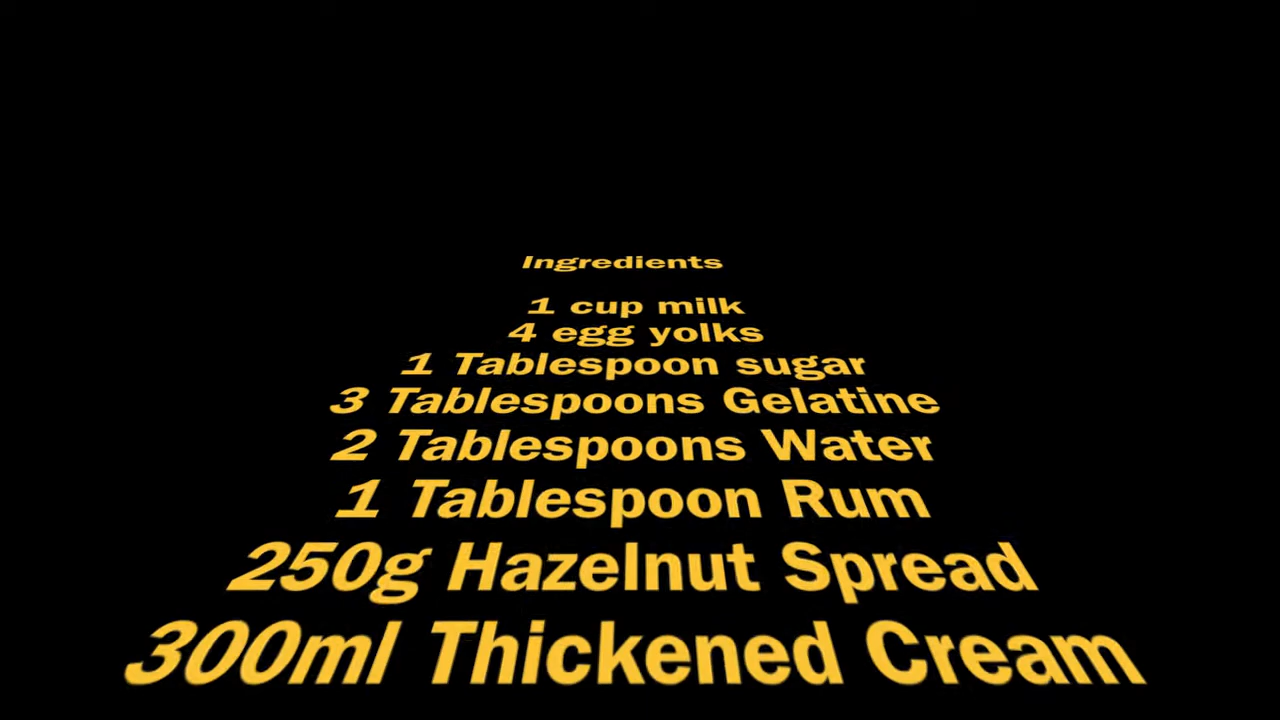 Ingredients
1 cup milk
4 egg yolks
1 Tablespoon sugar
3 Tablespoons Gelatine
2 Tablespoons Water
1 Tablespoon Rum
250g Hazelnut Spread
300ml Thickened Cream